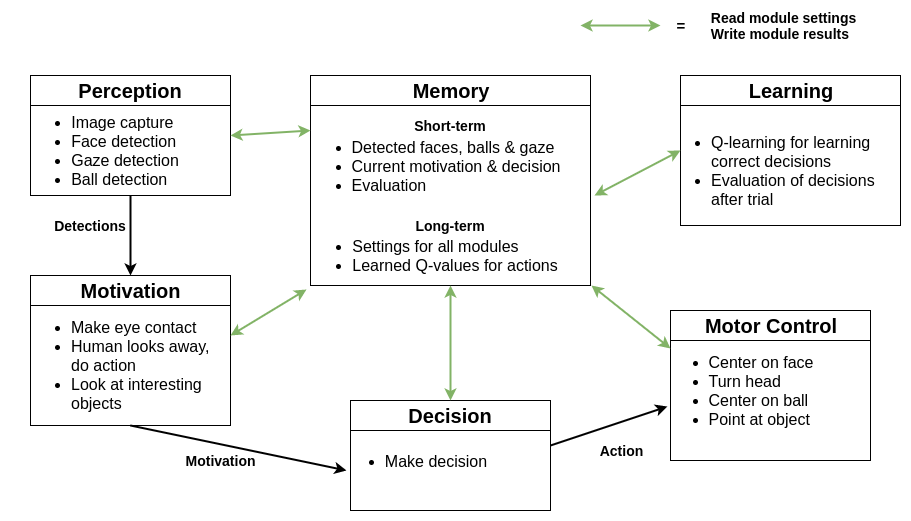 = Read module settings
Write module results
Perception
• Image capture
• Face detection
• Gaze detection
• Ball detection
Memory
Short-term
• Detected faces, balls & gaze
• Current motivation & decision
• Evaluation
Long-term
• Settings for all modules
• Learned Q-values for actions
Learning
• Q-learning for learning
correct decisions
• Evaluation of decisions
after trial
Detections
Motivation
• Make eye contact
• Human looks away,
do action
• Look at interesting
objects
Motivation
Decision
• Make decision
Action
Motor Control
• Center on face
• Turn head
• Center on ball
• Point at object